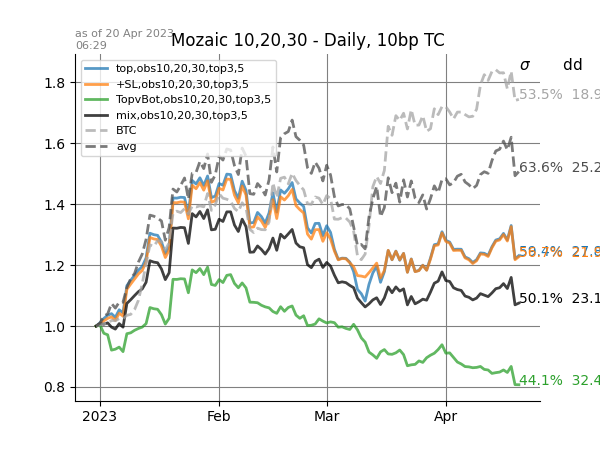 as of 20 Apr 2023
06:29
Mozaic 10,20,30 - Daily, 10bp TC
σ dd
top,obs10,20,30,top3,5
+SL,obs10,20,30,top3,5
TopvBot,obs10,20,30,top3,5
mix,obs10,20,30,top3,5
BTC
avg
1.8
1.6
1.4
1.2
1.0
0.8
53.5% 18.9
63.6% 25.2
50.1% 23.1
44.1% 32.4
2023 Feb Mar Apr